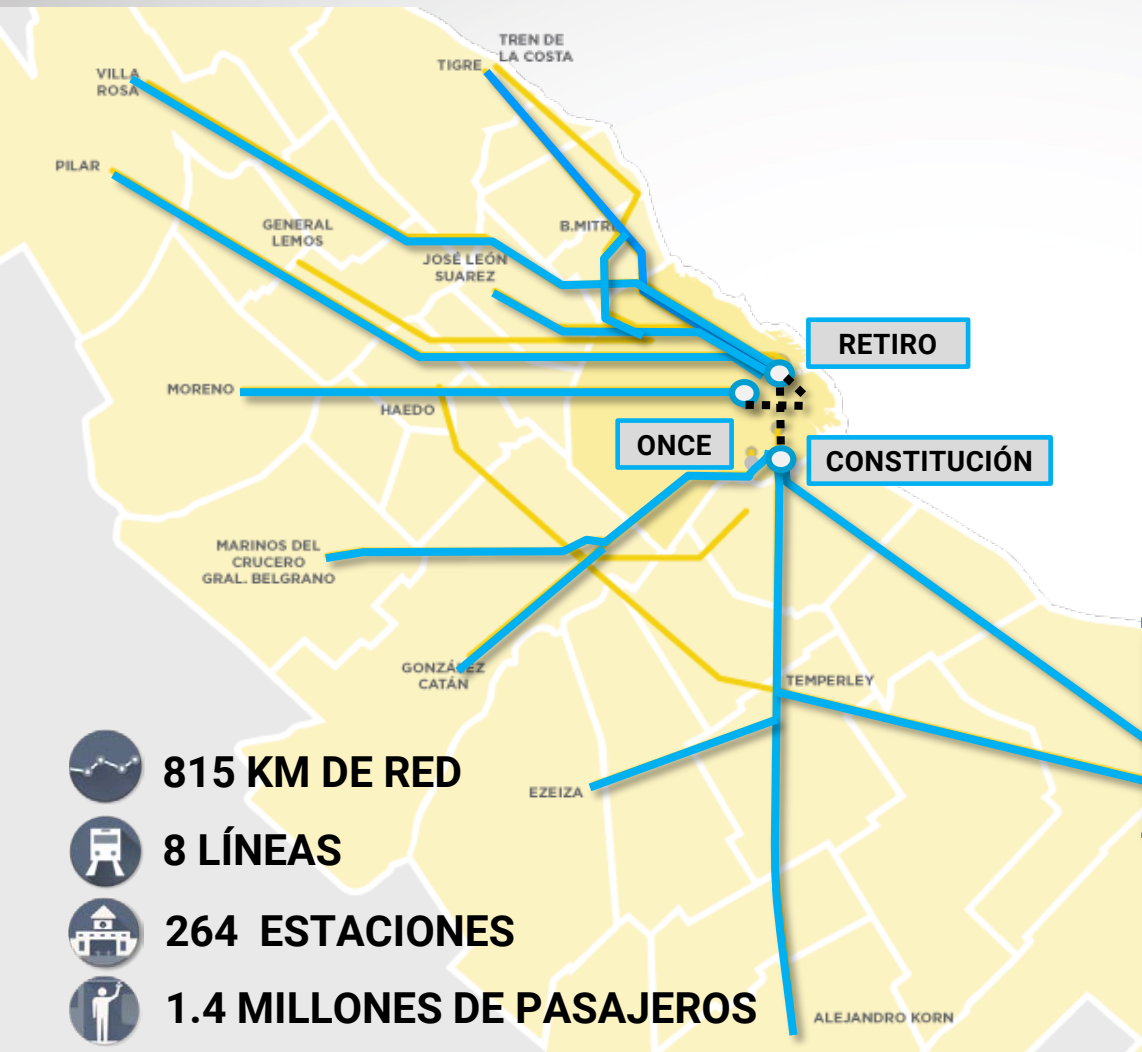 TREN DE
LA COSTA
TIGRE
VILLA
ROSA
PILAR
GENERAL
LEMOS
B.MITRE
JOSÉ LEÓN
SUAREZ
RETIRO
MORENO
HAEDO
ONCE
CONSTITUCIÓN
MARINOS DEL
CRUCERO
GRAL. BELGRANO
GONZÁLEZ
CATÁN
TEMPERLEY
815 KM DE RED
EZEIZA
8 LÍNEAS
264 ESTACIONES
1.4 MILLONES DE PASAJEROS
ALEJANDRO KORN